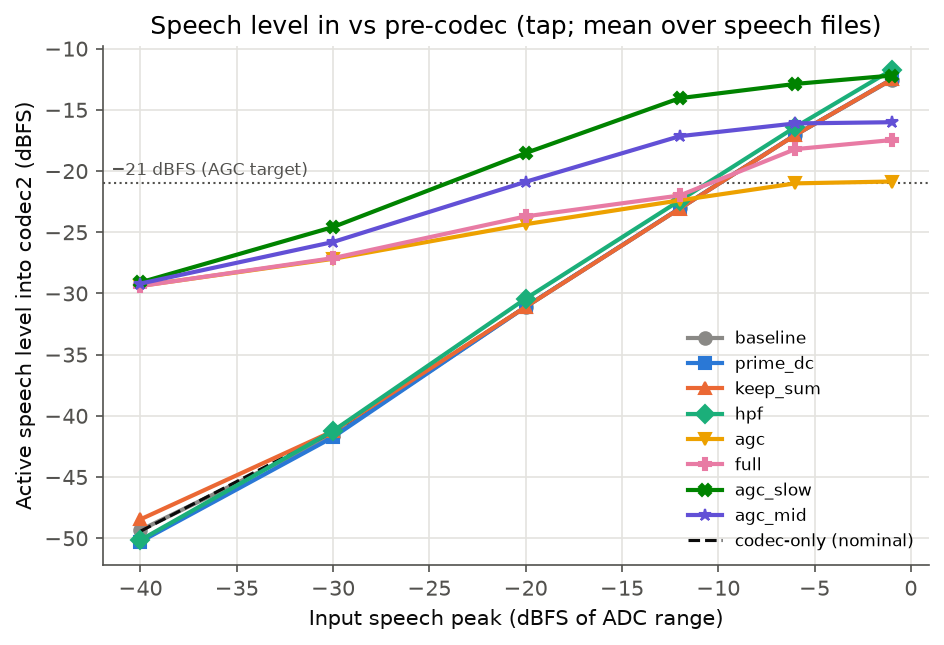 Speech level in vs pre-codec (tap; mean over speech files)
Active speech level into codec2 (dBFS)
−10
−15
−20
−25
−30
−35
−40
−45
−50
−21 dBFS (AGC target)
baseline
prime_dc
keep_sum
hpf
agc
full
agc_slow
agc_mid
codec-only (nominal)
−40
−35
−30
−25
−20
−15
−10
−5
0
Input speech peak (dBFS of ADC range)